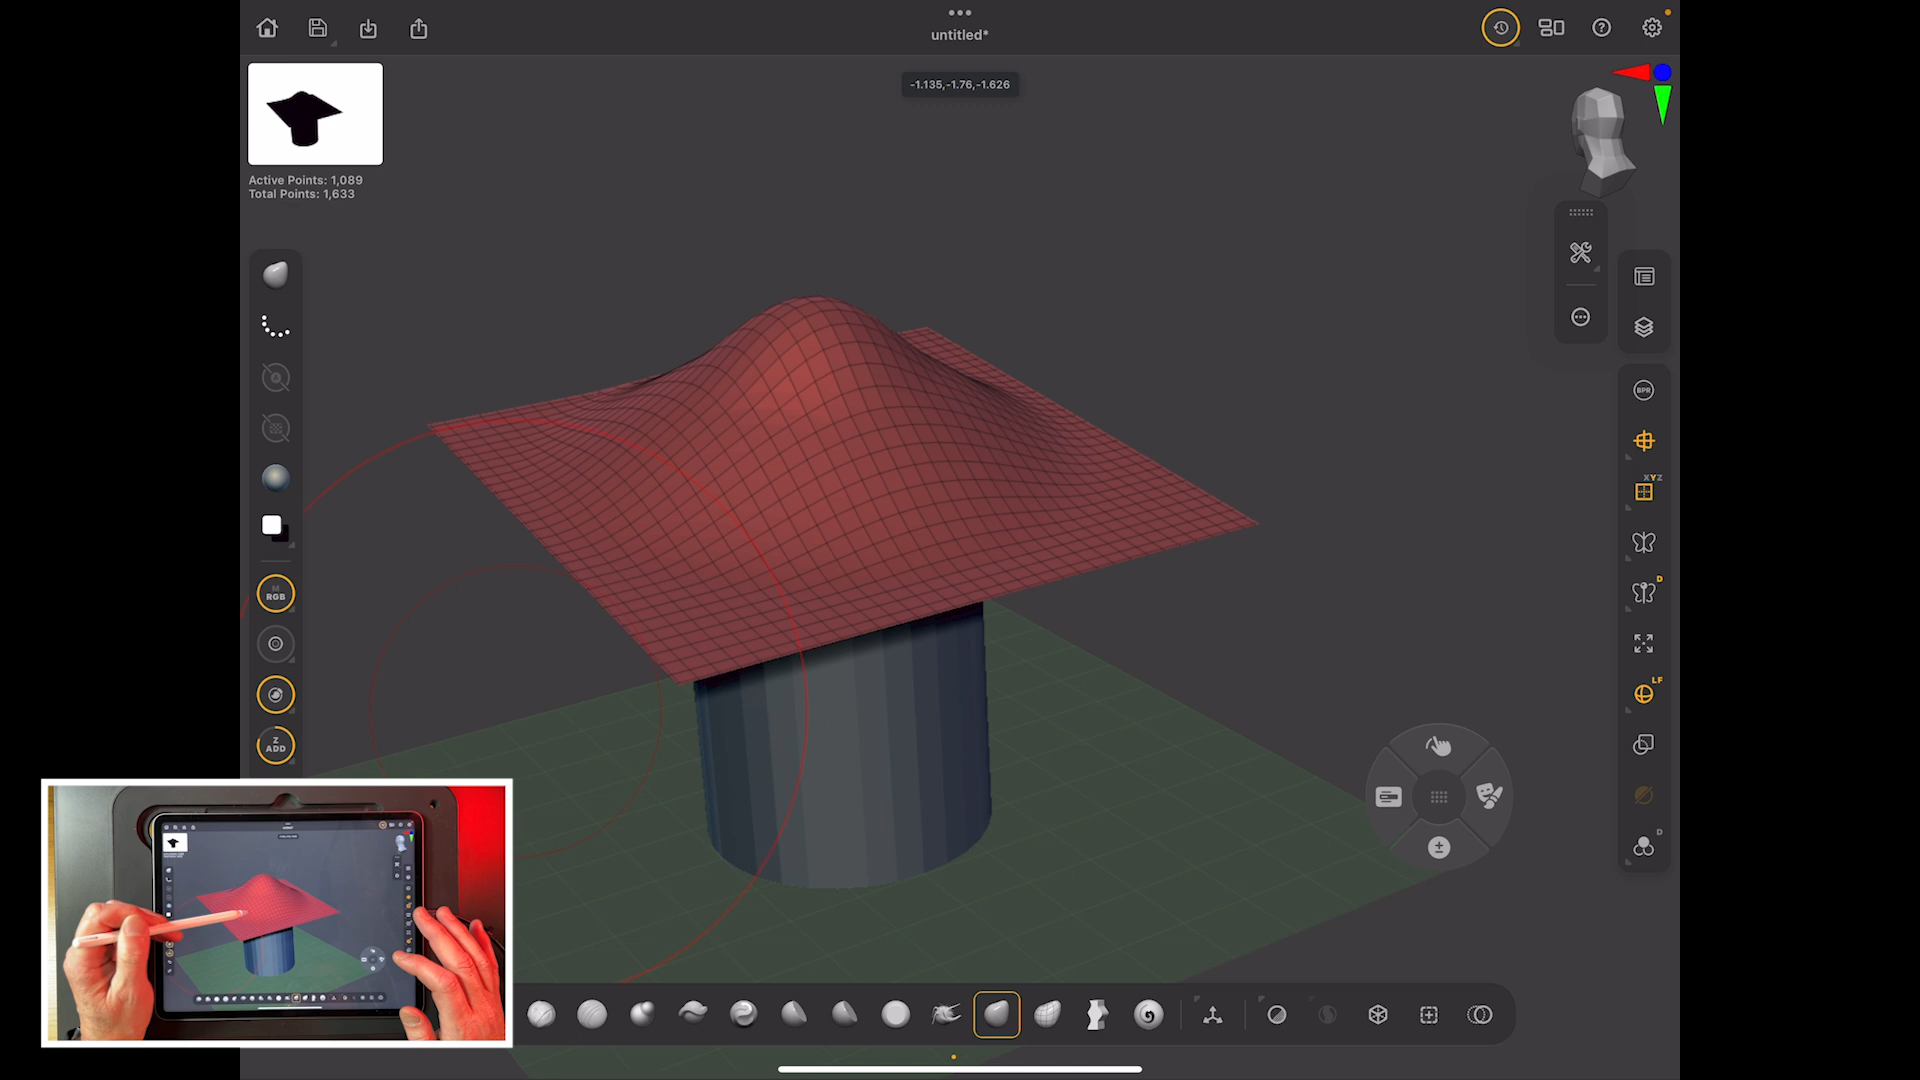 untitled*
-1.135,-1.76,-1.626
Active Points: 1,089
Total Points: 1,633
BPR
XYZ
D
M
RGB
LF
Z
ADD
D